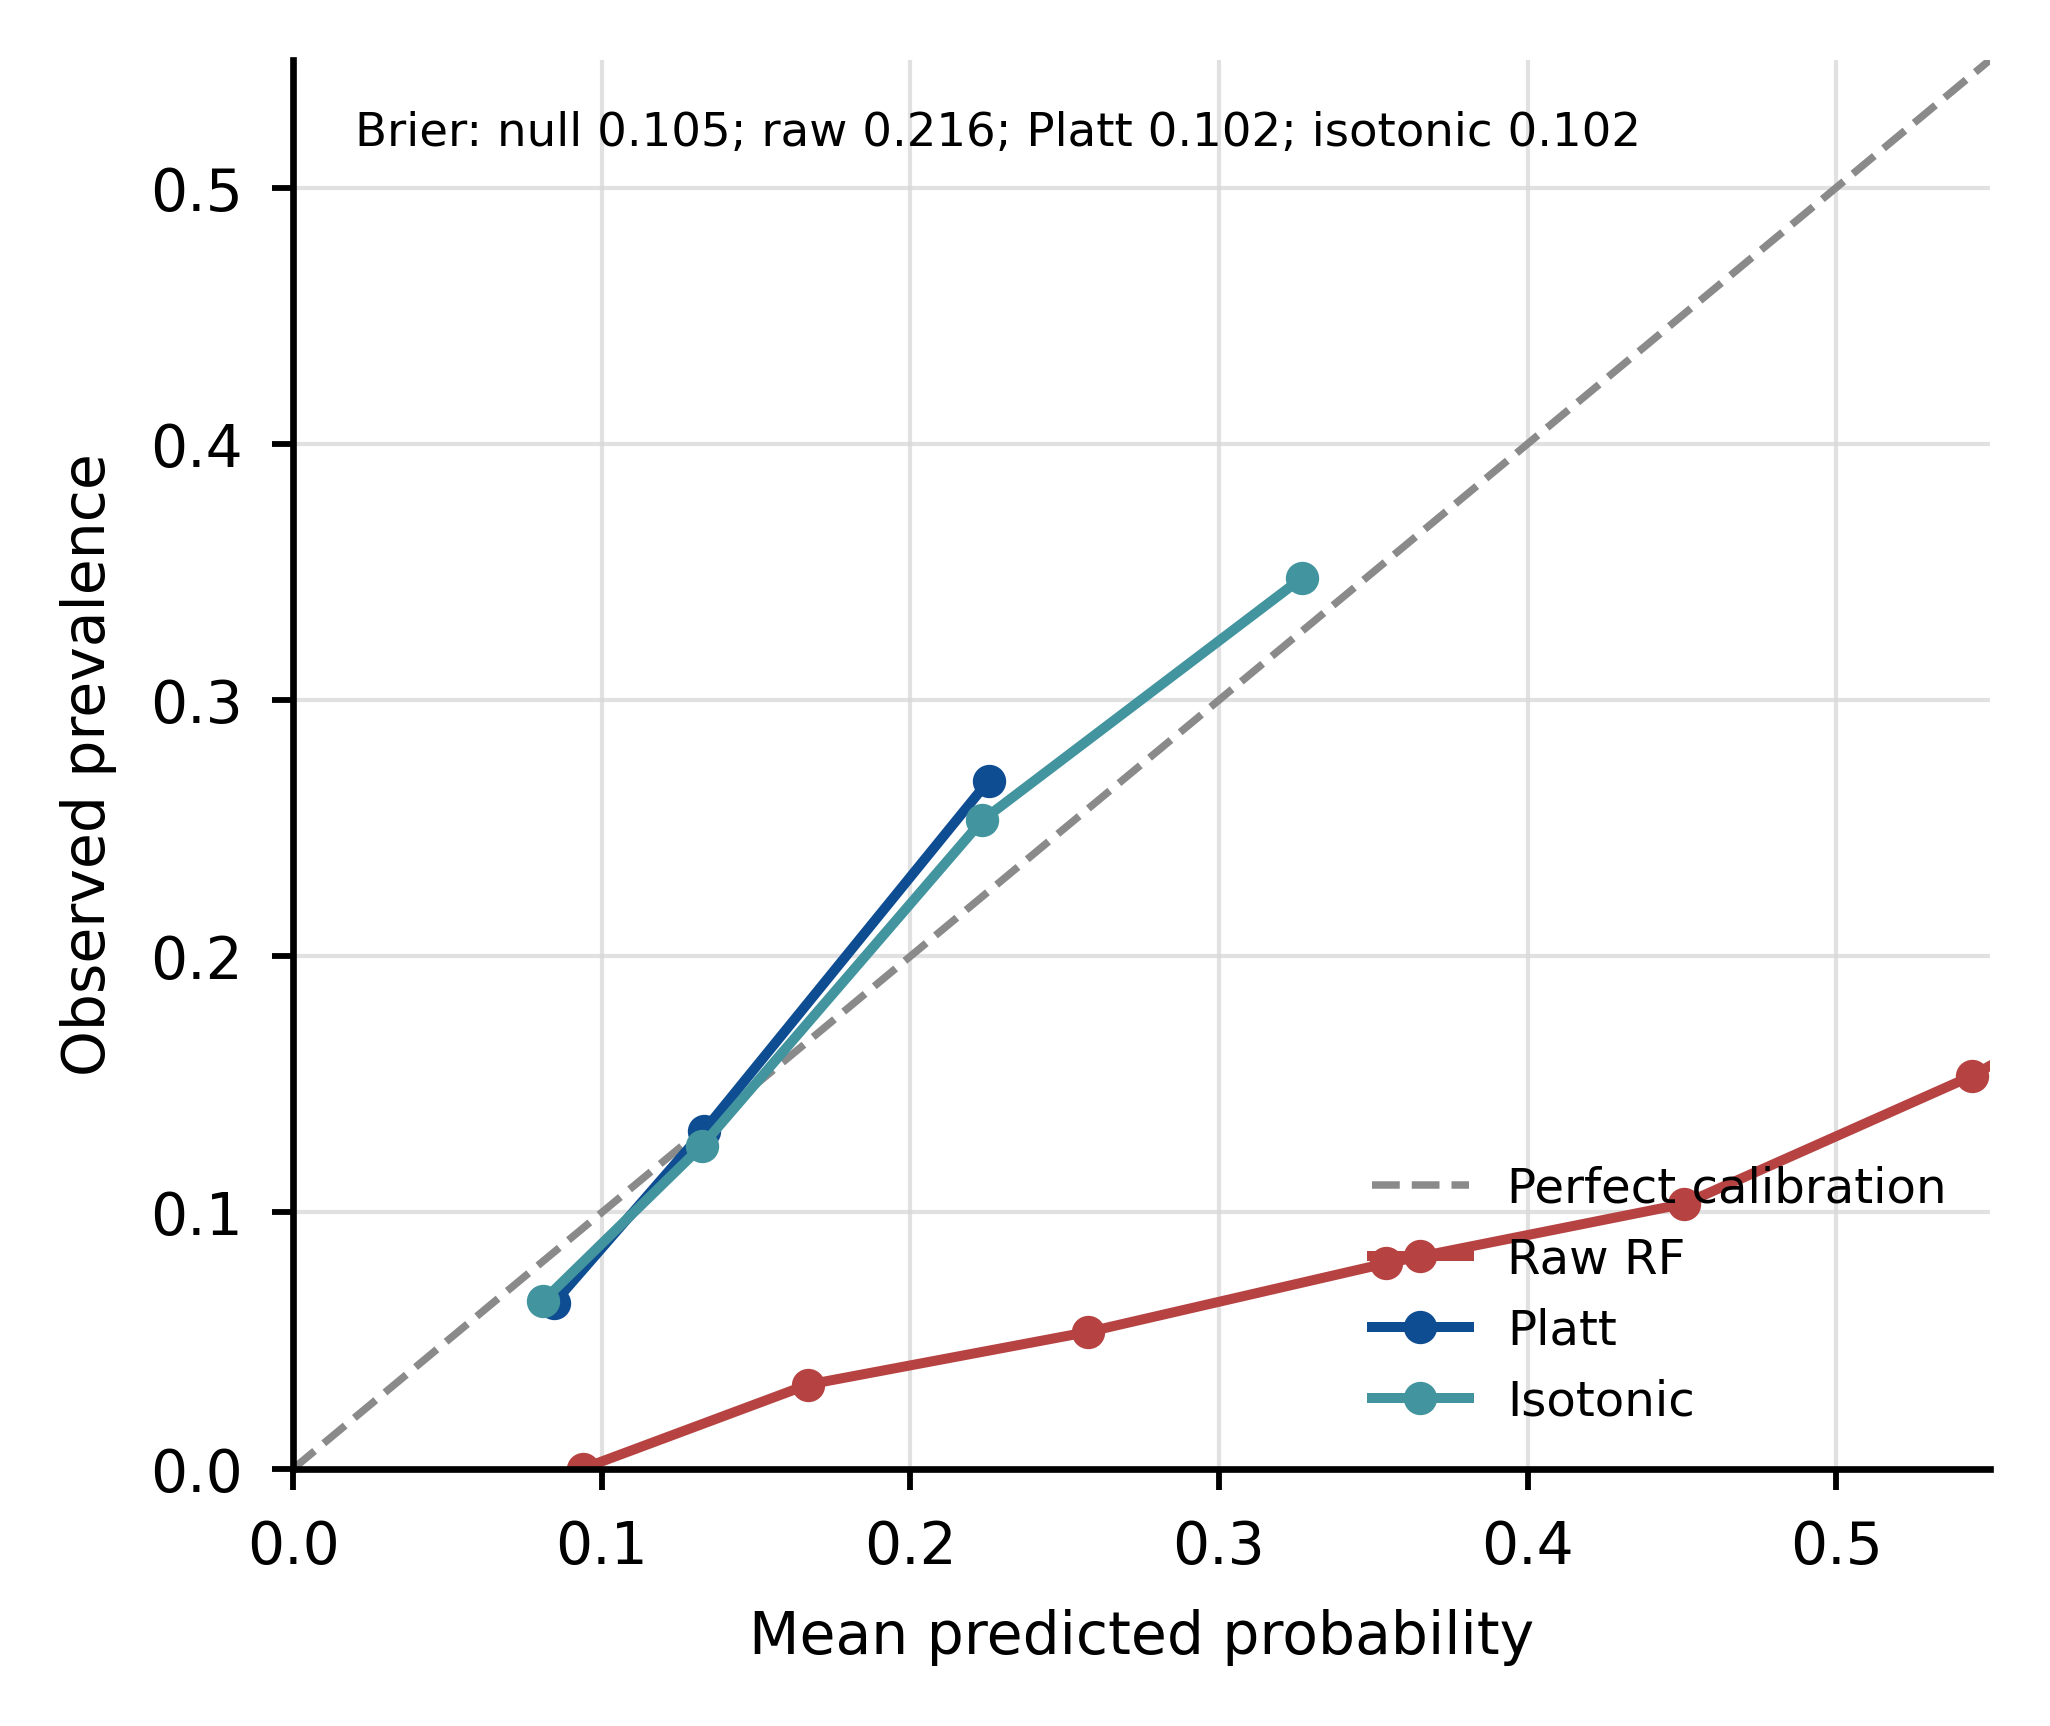 Brier: null 0.105; raw 0.216; Platt 0.102; isotonic 0.102
0.5
0.4
0.3
0.2
0.1
0.0
Observed prevalence
Perfect calibration
Raw RF
Platt
Isotonic
0.0 0.1 0.2 0.3 0.4 0.5
Mean predicted probability